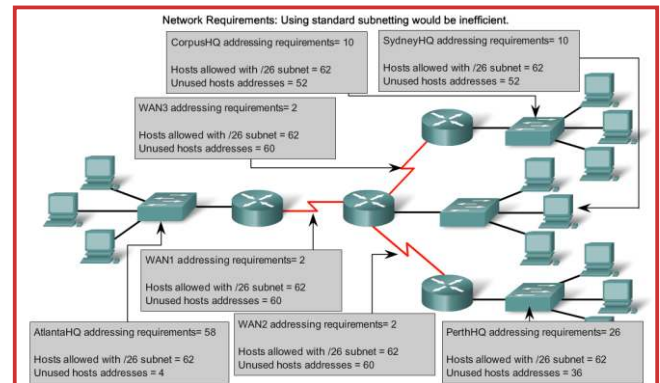 Network Requirements: Using standard subnetting would be inefficient.
CorpusHQ addressing requirements= 10
Hosts allowed with /26 subnet = 62
Unused hosts addresses = 52
SydneyHQ addressing requirements= 10
Hosts allowed with /26 subnet = 62
Unused hosts addresses = 52
WAN3 addressing requirements= 2
Hosts allowed with /26 subnet = 62
Unused hosts addresses = 60
WAN1 addressing requirements= 2
Hosts allowed with /26 subnet = 62
Unused hosts addresses = 60
AtlantaHQ addressing requirements= 58
Hosts allowed with /26 subnet = 62
Unused hosts addresses = 4
WAN2 addressing requirements= 2
Hosts allowed with /26 subnet = 62
Unused hosts addresses = 60
PerthHQ addressing requirements= 26
Hosts allowed with /26 subnet = 62
Unused hosts addresses = 36